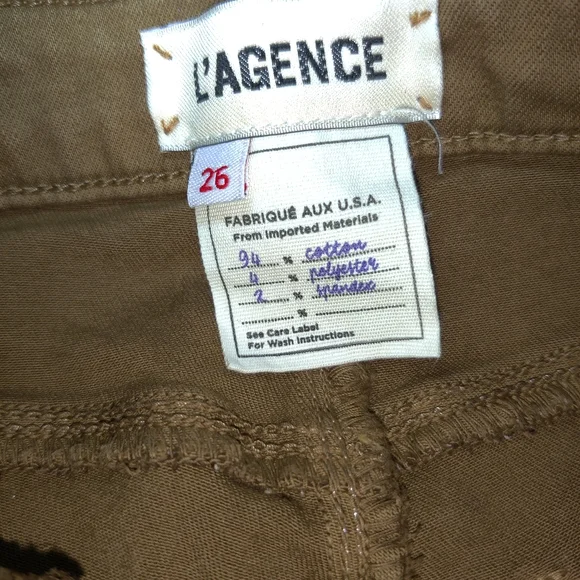 L'AGENCE
26
FABRIQUÉ AUX U.S.A.
From Imported Materials
94 % cotton
4 % polyester
2 % spandex
%
See Care Label
For Wash Instructions